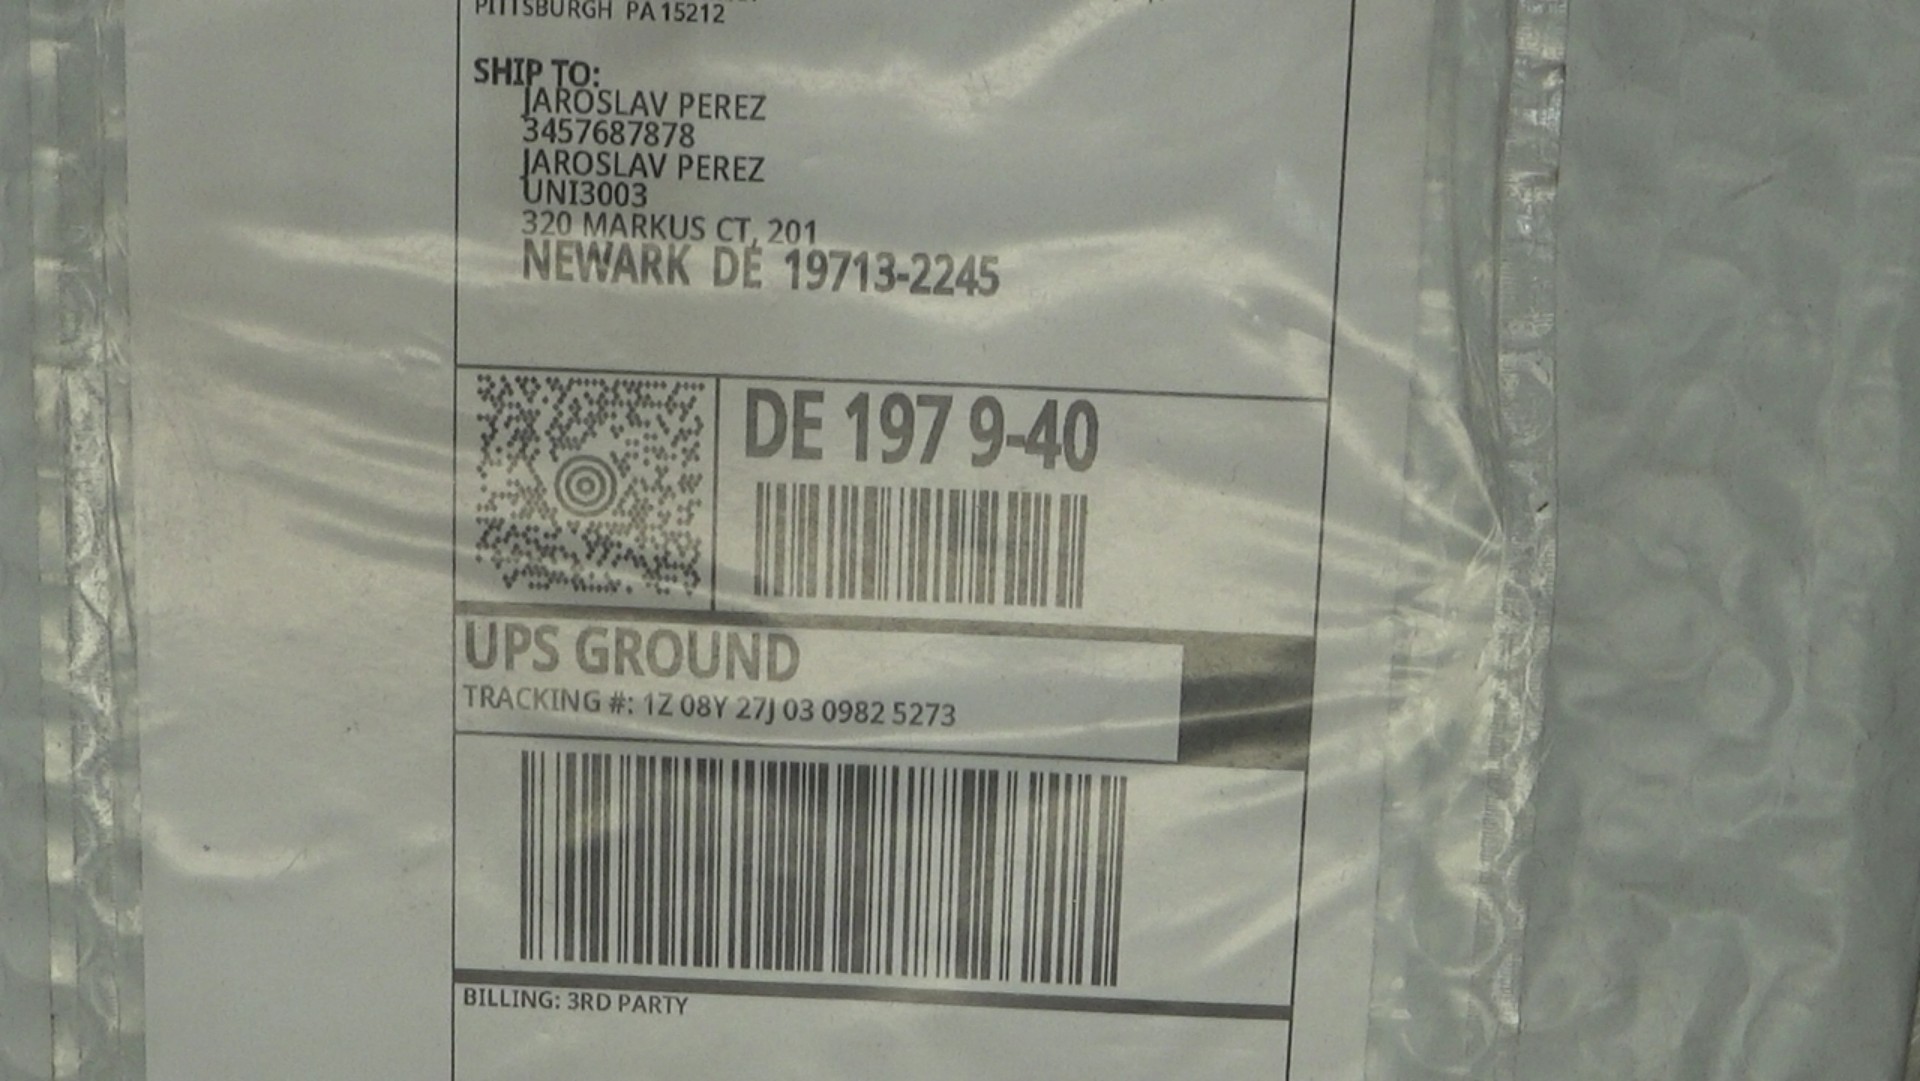 PITTSBURGH PA 15212
SHIP TO:
JAROSLAV PEREZ
3457687878
JAROSLAV PEREZ
UNI3003
320 MARKUS CT, 201
NEWARK DE 19713-2245
DE 197 9-40
UPS GROUND
TRACKING #: 1Z 08Y 27J 03 0982 5273
BILLING: 3RD PARTY